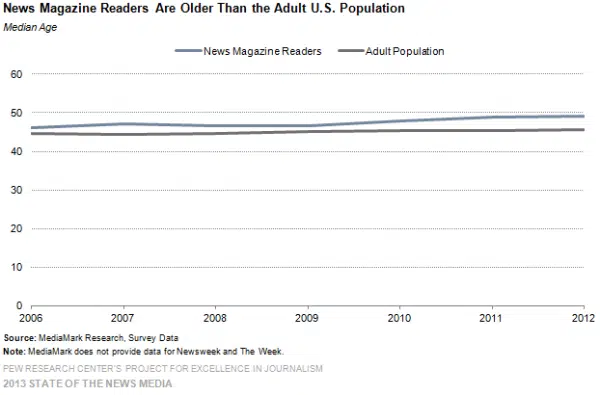 News Magazine Readers Are Older Than the Adult U.S. Population
Median Age
News Magazine Readers Adult Population
60
50
40
30
20
10
0
2006 2007 2008 2009 2010 2011 2012
Source: MediaMark Research, Survey Data
Note: MediaMark does not provide data for Newsweek and The Week.
PEW RESEARCH CENTER'S PROJECT FOR EXCELLENCE IN JOURNALISM
2013 STATE OF THE NEWS MEDIA